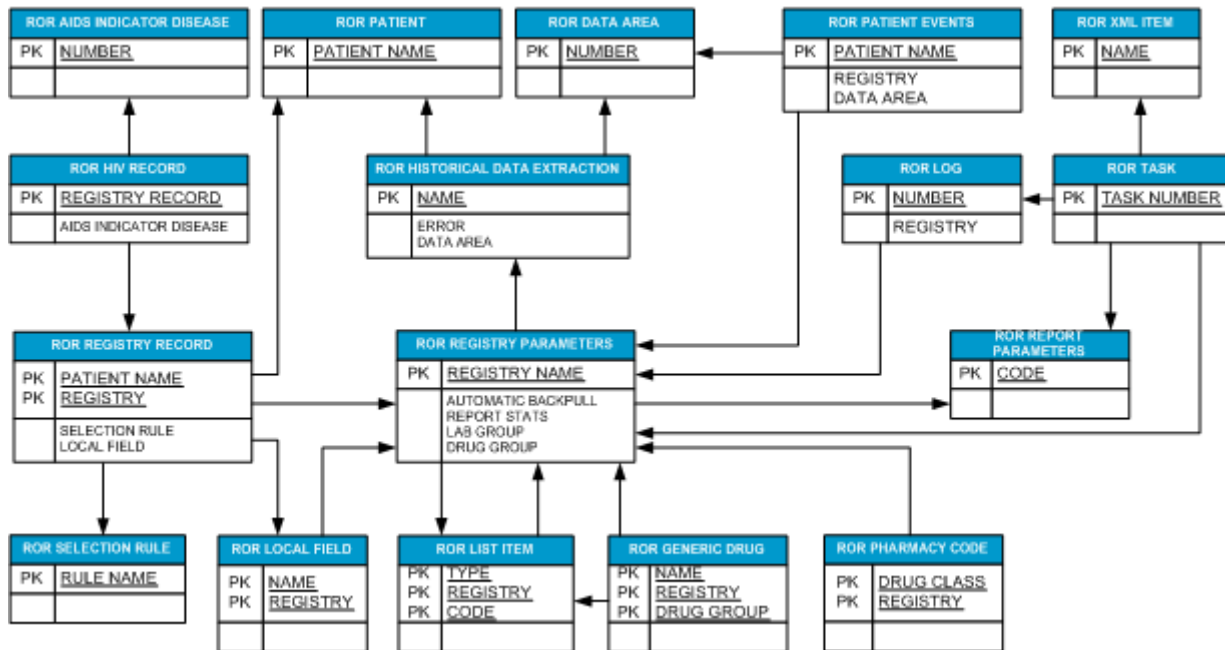 ROR AIDS INDICATOR DISEASE
PK NUMBER
ROR PATIENT
PK PATIENT NAME
ROR DATA AREA
PK NUMBER
ROR PATIENT EVENTS
PK PATIENT NAME
REGISTRY
DATA AREA
ROR XML ITEM
PK NAME
ROR HIV RECORD
PK REGISTRY RECORD
AIDS INDICATOR DISEASE
ROR HISTORICAL DATA EXTRACTION
PK NAME
ERROR
DATA AREA
ROR LOG
PK NUMBER
REGISTRY
ROR TASK
PK TASK NUMBER
ROR REGISTRY RECORD
PK PATIENT NAME
PK REGISTRY
SELECTION RULE
LOCAL FIELD
ROR REGISTRY PARAMETERS
PK REGISTRY NAME
AUTOMATIC BACKPULL
REPORT STATS
LAB GROUP
DRUG GROUP
ROR REPORT
PARAMETERS
PK CODE
ROR SELECTION RULE
PK RULE NAME
ROR LOCAL FIELD
PK NAME
PK REGISTRY
ROR LIST ITEM
PK TYPE
PK REGISTRY
PK CODE
ROR GENERIC DRUG
PK NAME
PK REGISTRY
PK DRUG GROUP
ROR PHARMACY CODE
PK DRUG CLASS
PK REGISTRY